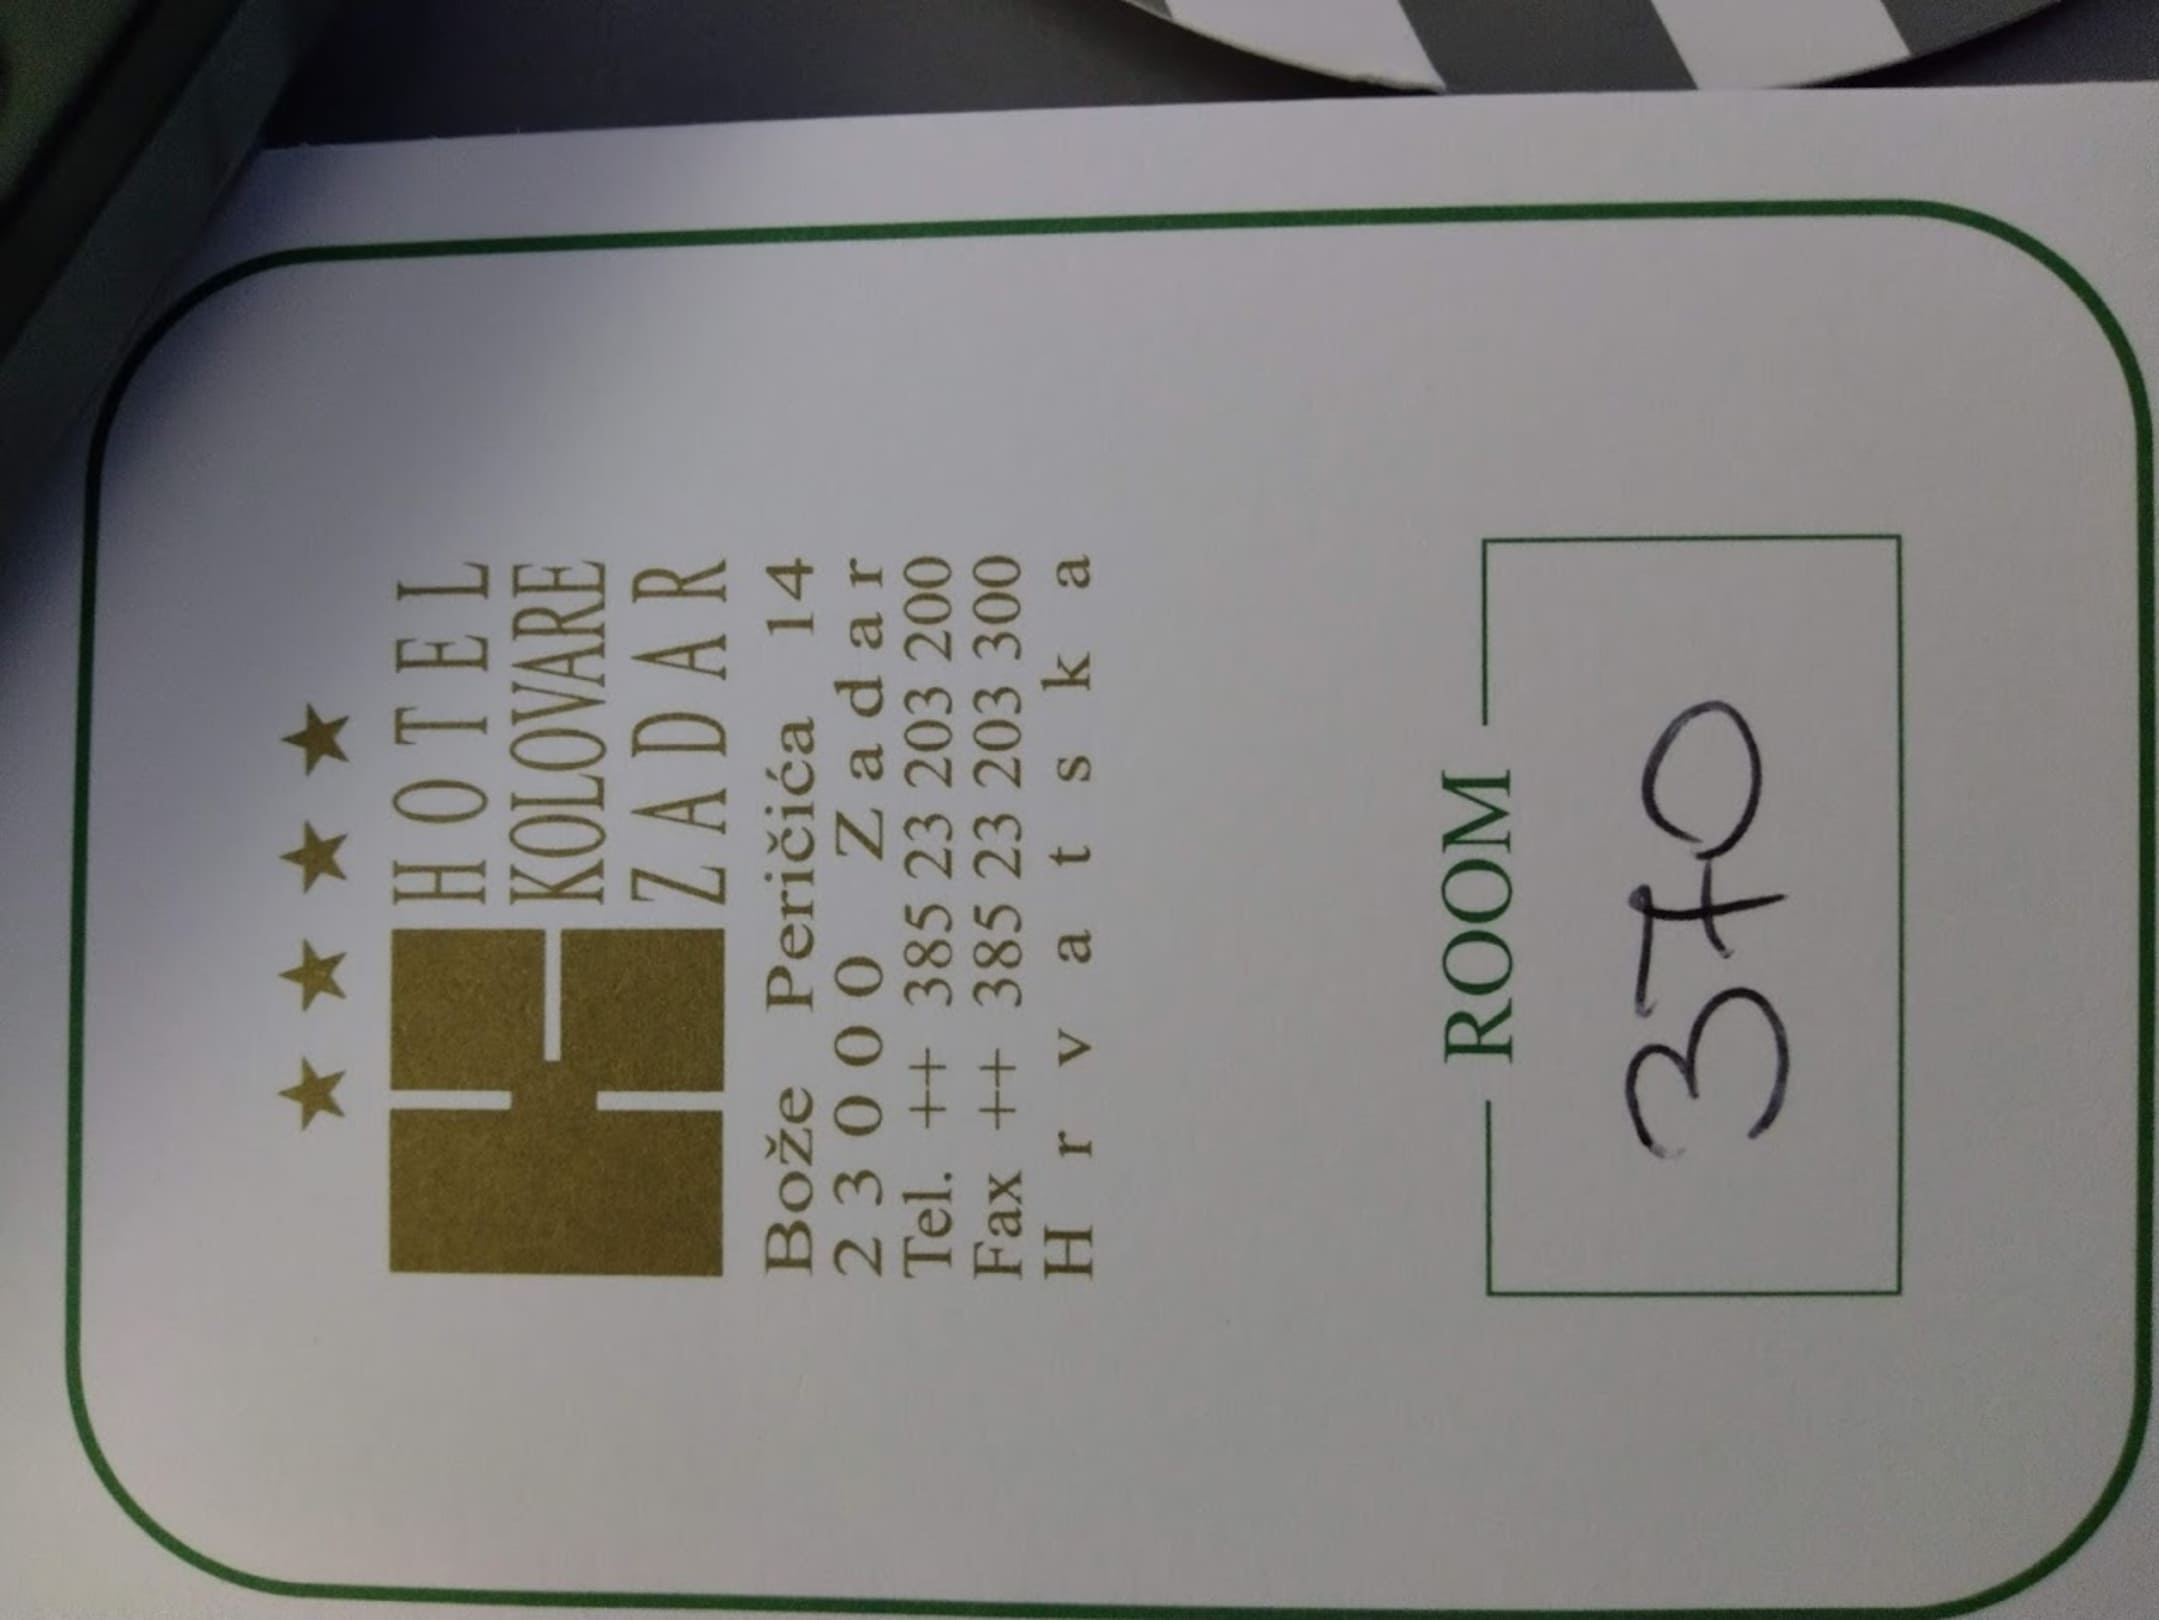 HOTEL
KOLOVARE
ZADAR
Bože Peričića 14
23000 Zadar
Tel. ++ 385 23 203 200
Fax ++ 385 23 203 300
Hrvatska
ROOM
370